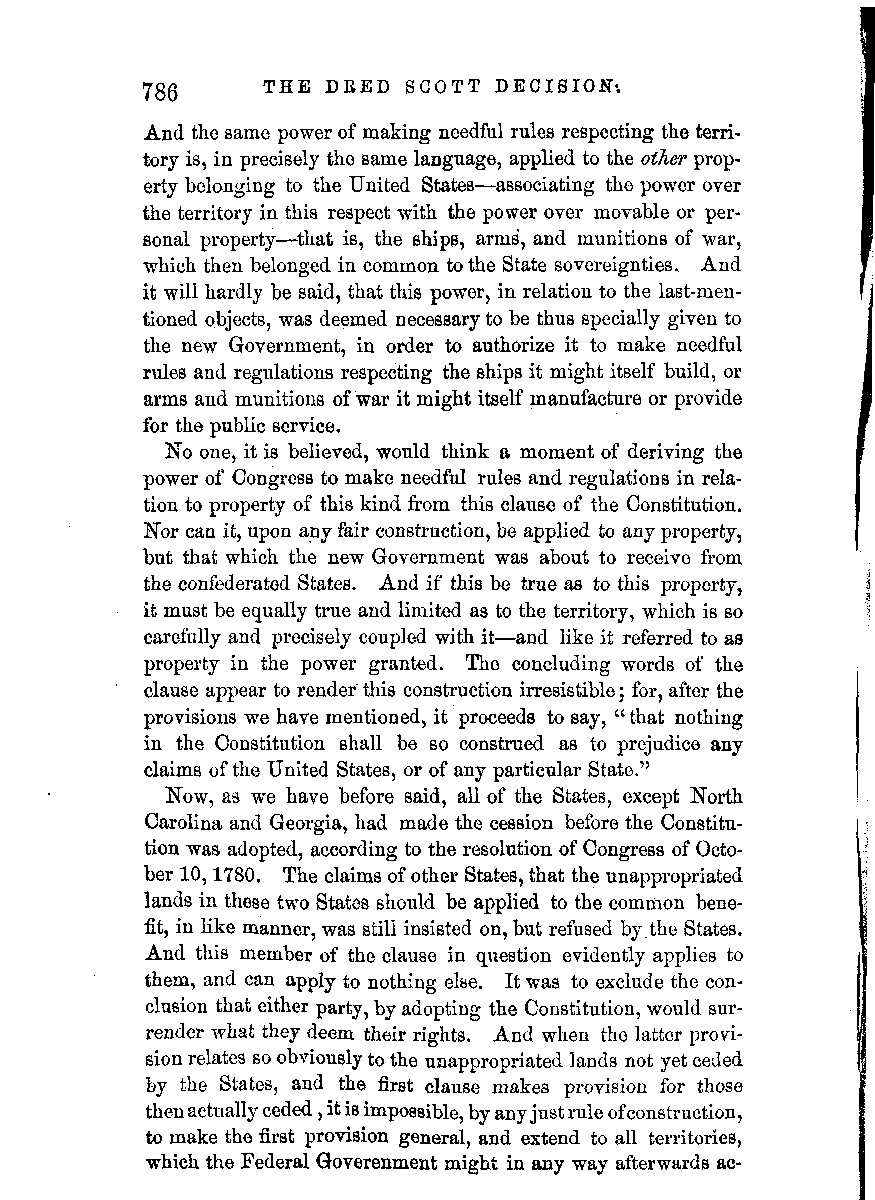 786 THE DRED SCOTT DECISION.
And the same power of making needful rules respecting the terri-
tory is, in precisely the same language, applied to the other prop-
erty belonging to the United States—associating the power over
the territory in this respect with the power over movable or per-
sonal property—that is, the ships, arms, and munitions of war,
which then belonged in common to the State sovereignties. And
it will hardly be said, that this power, in relation to the last-men-
tioned objects, was deemed necessary to be thus specially given to
the new Government, in order to authorize it to make needful
rules and regulations respecting the ships it might itself build, or
arms and munitions of war it might itself manufacture or provide
for the public service.
No one, it is believed, would think a moment of deriving the
power of Congress to make needful rules and regulations in rela-
tion to property of this kind from this clause of the Constitution.
Nor can it, upon any fair construction, be applied to any property,
but that which the new Government was about to receive from
the confederated States. And if this be true as to this property,
it must be equally true and limited as to the territory, which is so
carefully and precisely coupled with it—and like it referred to as
property in the power granted. The concluding words of the
clause appear to render this construction irresistible; for, after the
provisions we have mentioned, it proceeds to say, "that nothing
in the Constitution shall be so construed as to prejudice any
claims of the United States, or of any particular State."
Now, as we have before said, all of the States, except North
Carolina and Georgia, had made the cession before the Constitu-
tion was adopted, according to the resolution of Congress of Octo-
ber 10, 1780. The claims of other States, that the unappropriated
lands in these two States should be applied to the common bene-
fit, in like manner, was still insisted on, but refused by the States.
And this member of the clause in question evidently applies to
them, and can apply to nothing else. It was to exclude the con-
clusion that either party, by adopting the Constitution, would sur-
render what they deem their rights. And when the latter provi-
sion relates so obviously to the unappropriated lands not yet ceded
by the States, and the first clause makes provision for those
then actually ceded, it is impossible, by any just rule of construction,
to make the first provision general, and extend to all territories,
which the Federal Goverenment might in any way afterwards ac-